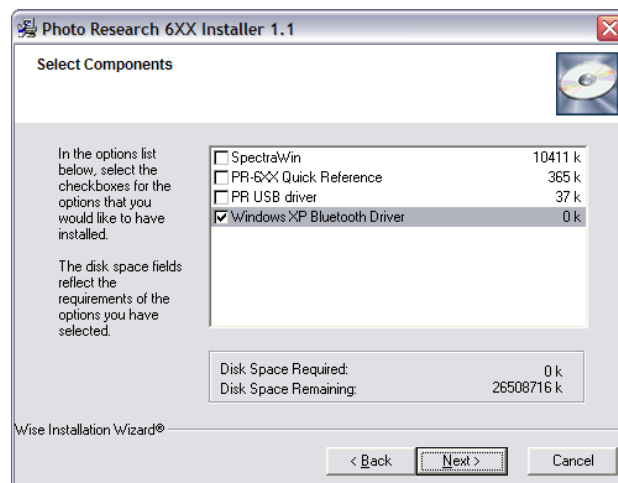 Photo Research 6XX Installer 1.1
Select Components
In the options list
below, select the
checkboxes for the
options that you
would like to have
installed.
The disk space fields
reflect the
requirements of the
options you have
selected.
SpectraWin 10411 k
PR-6XX Quick Reference 365 k
PR USB driver 37 k
Windows XP Bluetooth Driver 0 k
Disk Space Required: 0 k
Disk Space Remaining: 26508716 k
Wise Installation Wizard®
< Back Next > Cancel